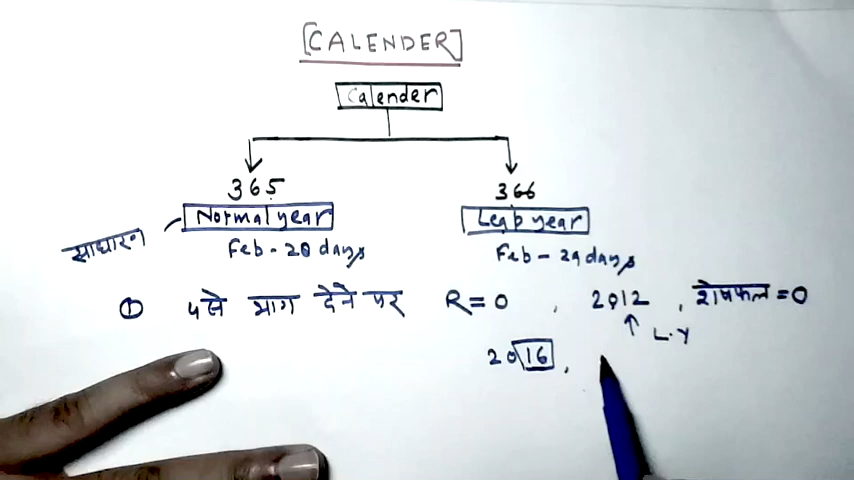 [CALENDER]
Calender
365 366
Normal year Leap year
साधारन
Feb - 28 days Feb - 29 days
① 4 से भाग देने पर R = 0 , 2012 , शेषफल = 0
L.Y
2016 ,